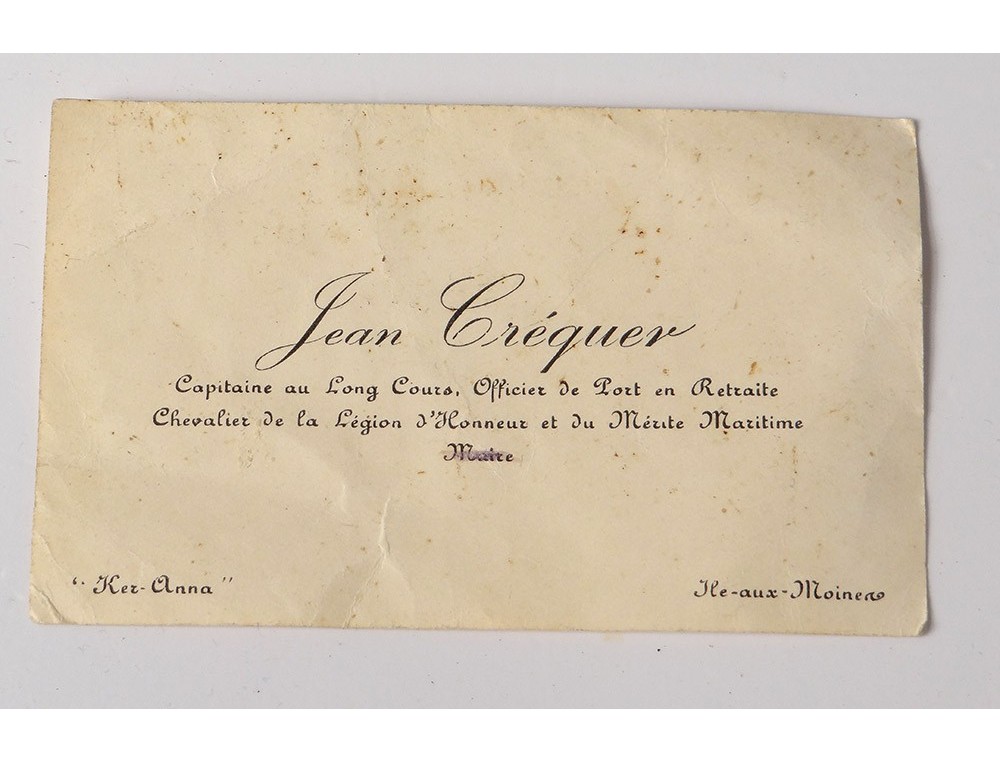 Jean Créquer
Capitaine au Long Cours, Officier de Port en Retraite
Chevalier de la Légion d'Honneur et du Mérite Maritime
Maire
"Ker-Anna"
Ile-aux-Moines